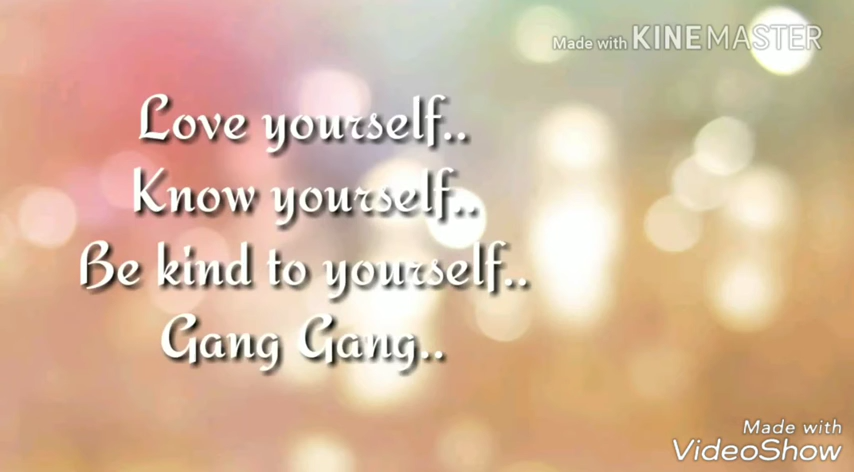 Made with KINEMASTER
Love yourself..
Know yourself..
Be kind to yourself..
Gang Gang..
Made with
VideoShow